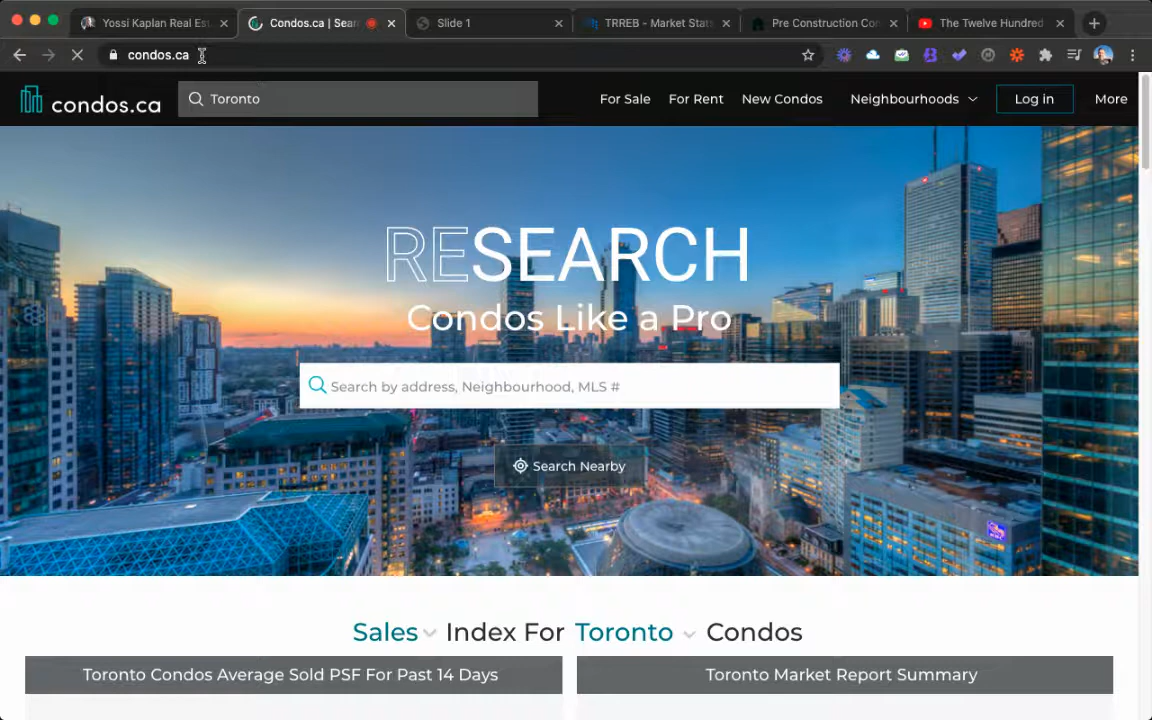 Yossi Kaplan Real Est
Condos.ca | Sear
Slide 1
TRREB - Market Stats
Pre Construction Con
The Twelve Hundred
condos.ca
condos.ca
Toronto
For Sale
For Rent
New Condos
Neighbourhoods
Log in
More
RESEARCH
Condos Like a Pro
Search by address, Neighbourhood, MLS #
Search Nearby
Sales Index For Toronto Condos
Toronto Condos Average Sold PSF For Past 14 Days
Toronto Market Report Summary